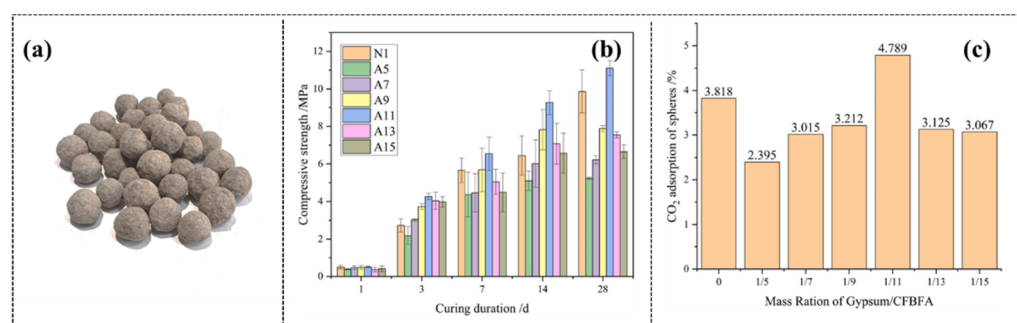 (a)
(b)
Compressive strength /MPa
12
10
8
6
4
2
0
N1
A5
A7
A9
A11
A13
A15
1 3 7 14 28
Curing duration /d
(c)
CO2 adsorption of spheres /%
5
4
3
2
1
0
3.818
2.395
3.015
3.212
4.789
3.125
3.067
0 1/5 1/7 1/9 1/11 1/13 1/15
Mass Ration of Gypsum/CFBFA